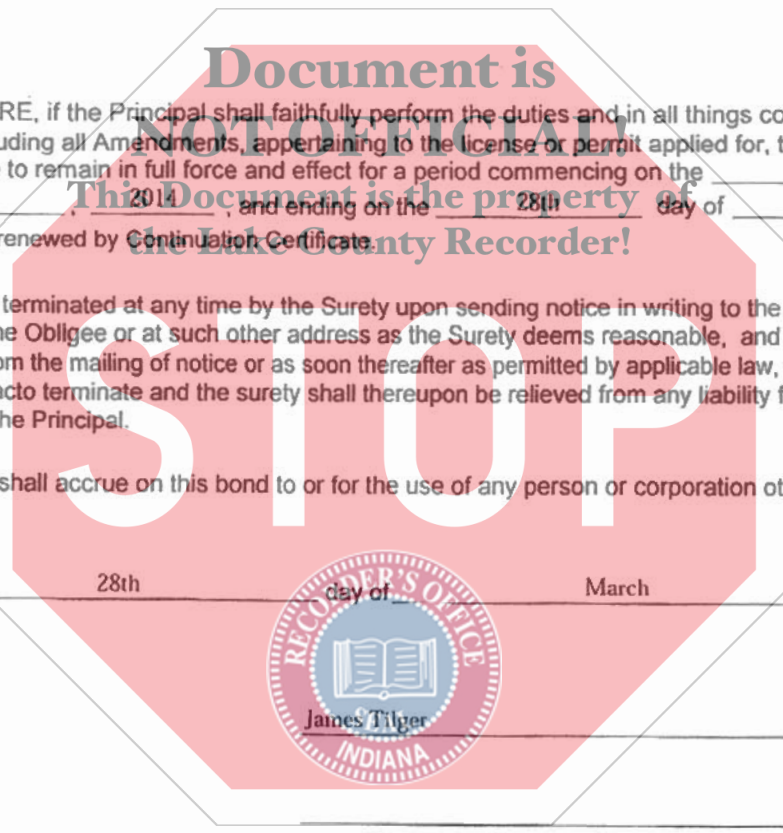 Document is
NOT OFFICIAL!
This Document is the property of
the Lake County Recorder!
STOP
RE, if the Principal shall faithfully perform the duties and in all things co
uding all Amendments, appertaining to the license or permit applied for, t
to remain in full force and effect for a period commencing on the
, 2014 , and ending on the 28th day of
renewed by Continuation Certificate.
terminated at any time by the Surety upon sending notice in writing to the
ne Obligee or at such other address as the Surety deems reasonable, and
om the mailing of notice or as soon thereafter as permitted by applicable law,
acto terminate and the surety shall thereupon be relieved from any liability f
he Principal.
shall accrue on this bond to or for the use of any person or corporation ot
28th day of March
RECORDER'S OFFICE
SEAL
INDIANA
James Tilger